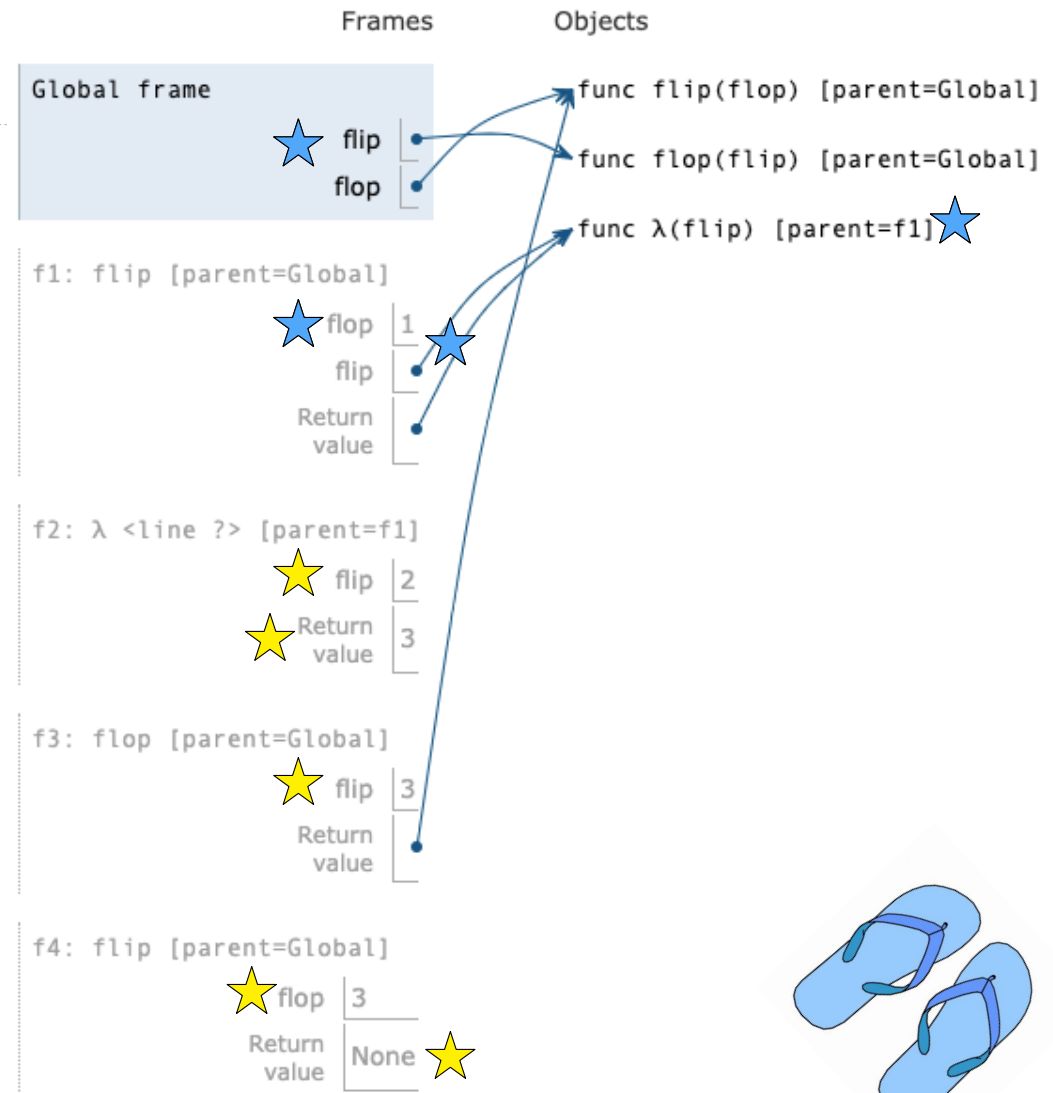 Frames Objects
Global frame
func flip(flop) [parent=Global]
flip
func flop(flip) [parent=Global]
flop
func λ(flip) [parent=f1]
f1: flip [parent=Global]
flop 1
flip
Return
value
f2: λ <line ?> [parent=f1]
flip 2
Return
value 3
f3: flop [parent=Global]
flip 3
Return
value
f4: flip [parent=Global]
flop 3
Return
value None